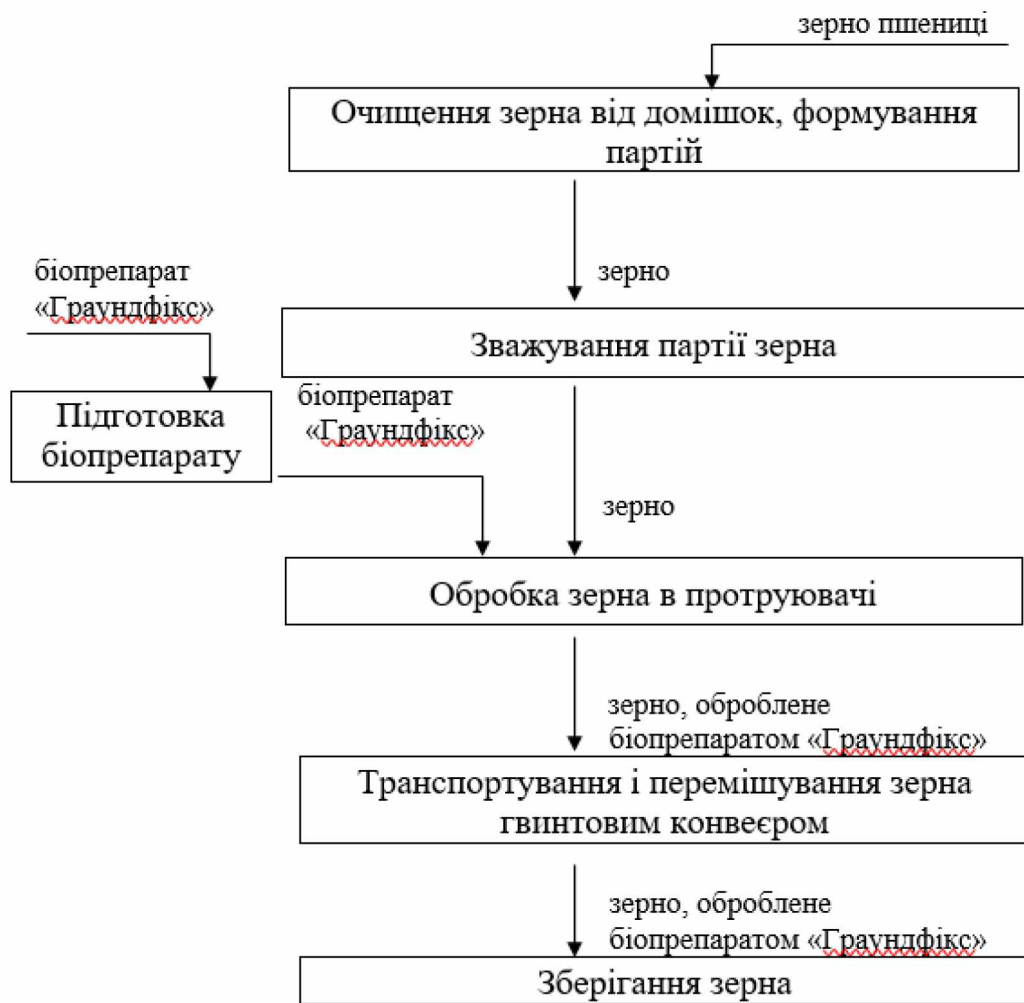 зерно пшениці
Очищення зерна від домішок, формування
партій
зерно
біопрепарат
«Граундфікс»
Зважування партії зерна
Підготовка
біопрепарату
біопрепарат
«Граундфікс»
зерно
Обробка зерна в протруювачі
зерно, оброблене
біопрепаратом «Граундфікс»
Транспортування і перемішування зерна
гвинтовим конвеєром
зерно, оброблене
біопрепаратом «Граундфікс»
Зберігання зерна